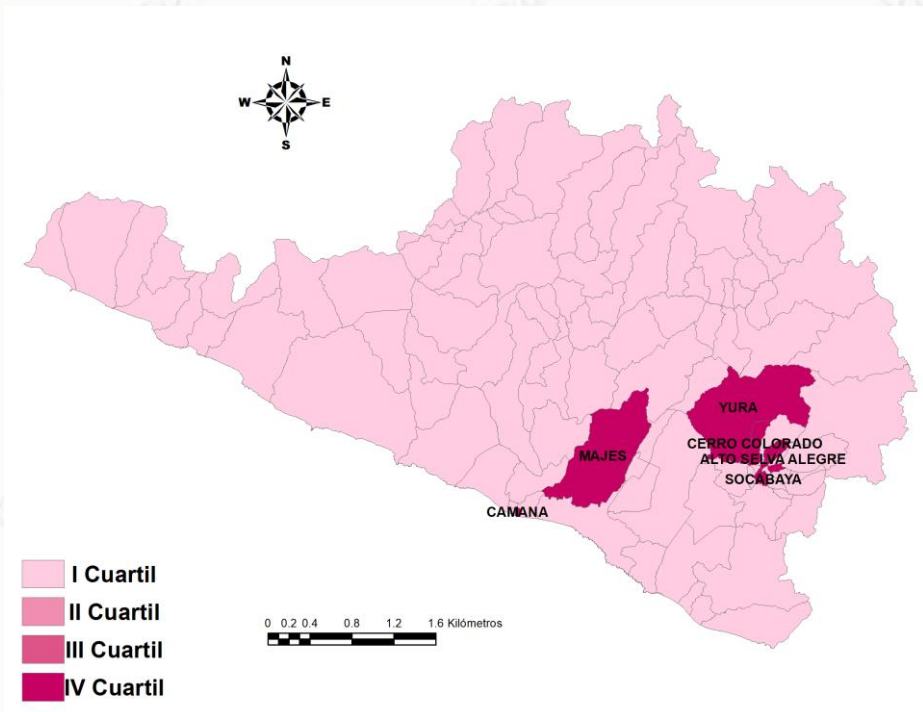 N
W E
S
YURA
CERRO COLORADO
ALTO SELVA ALEGRE
MAJES
SOCABAYA
CAMANA
I Cuartil
II Cuartil
III Cuartil
IV Cuartil
0 0.2 0.4 0.8 1.2 1.6 Kilómetros